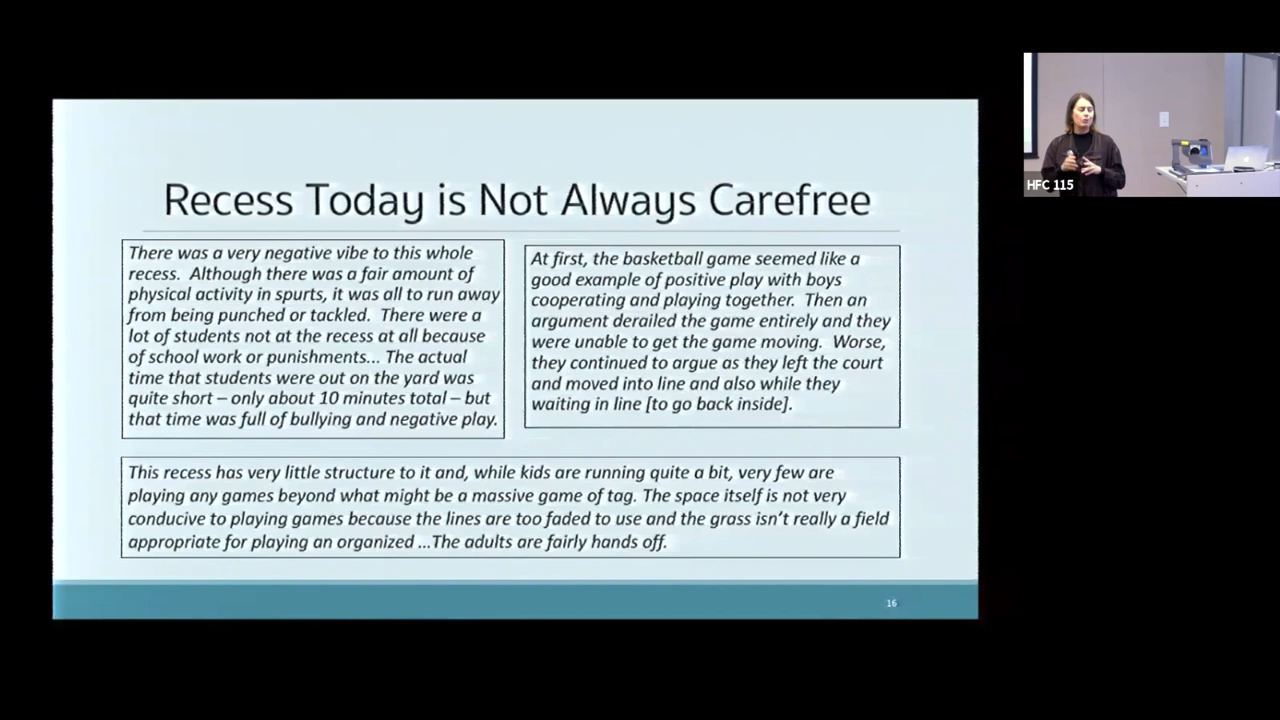 Recess Today is Not Always Carefree
There was a very negative vibe to this whole
recess. Although there was a fair amount of
physical activity in spurts, it was all to run away
from being punched or tackled. There were a
lot of students not at the recess at all because
of school work or punishments... The actual
time that students were out on the yard was
quite short – only about 10 minutes total – but
that time was full of bullying and negative play.
At first, the basketball game seemed like a
good example of positive play with boys
cooperating and playing together. Then an
argument derailed the game entirely and they
were unable to get the game moving. Worse,
they continued to argue as they left the court
and moved into line and also while they
waiting in line [to go back inside].
This recess has very little structure to it and, while kids are running quite a bit, very few are
playing any games beyond what might be a massive game of tag. The space itself is not very
conducive to playing games because the lines are too faded to use and the grass isn't really a field
appropriate for playing an organized ...The adults are fairly hands off.
16
HFC 115